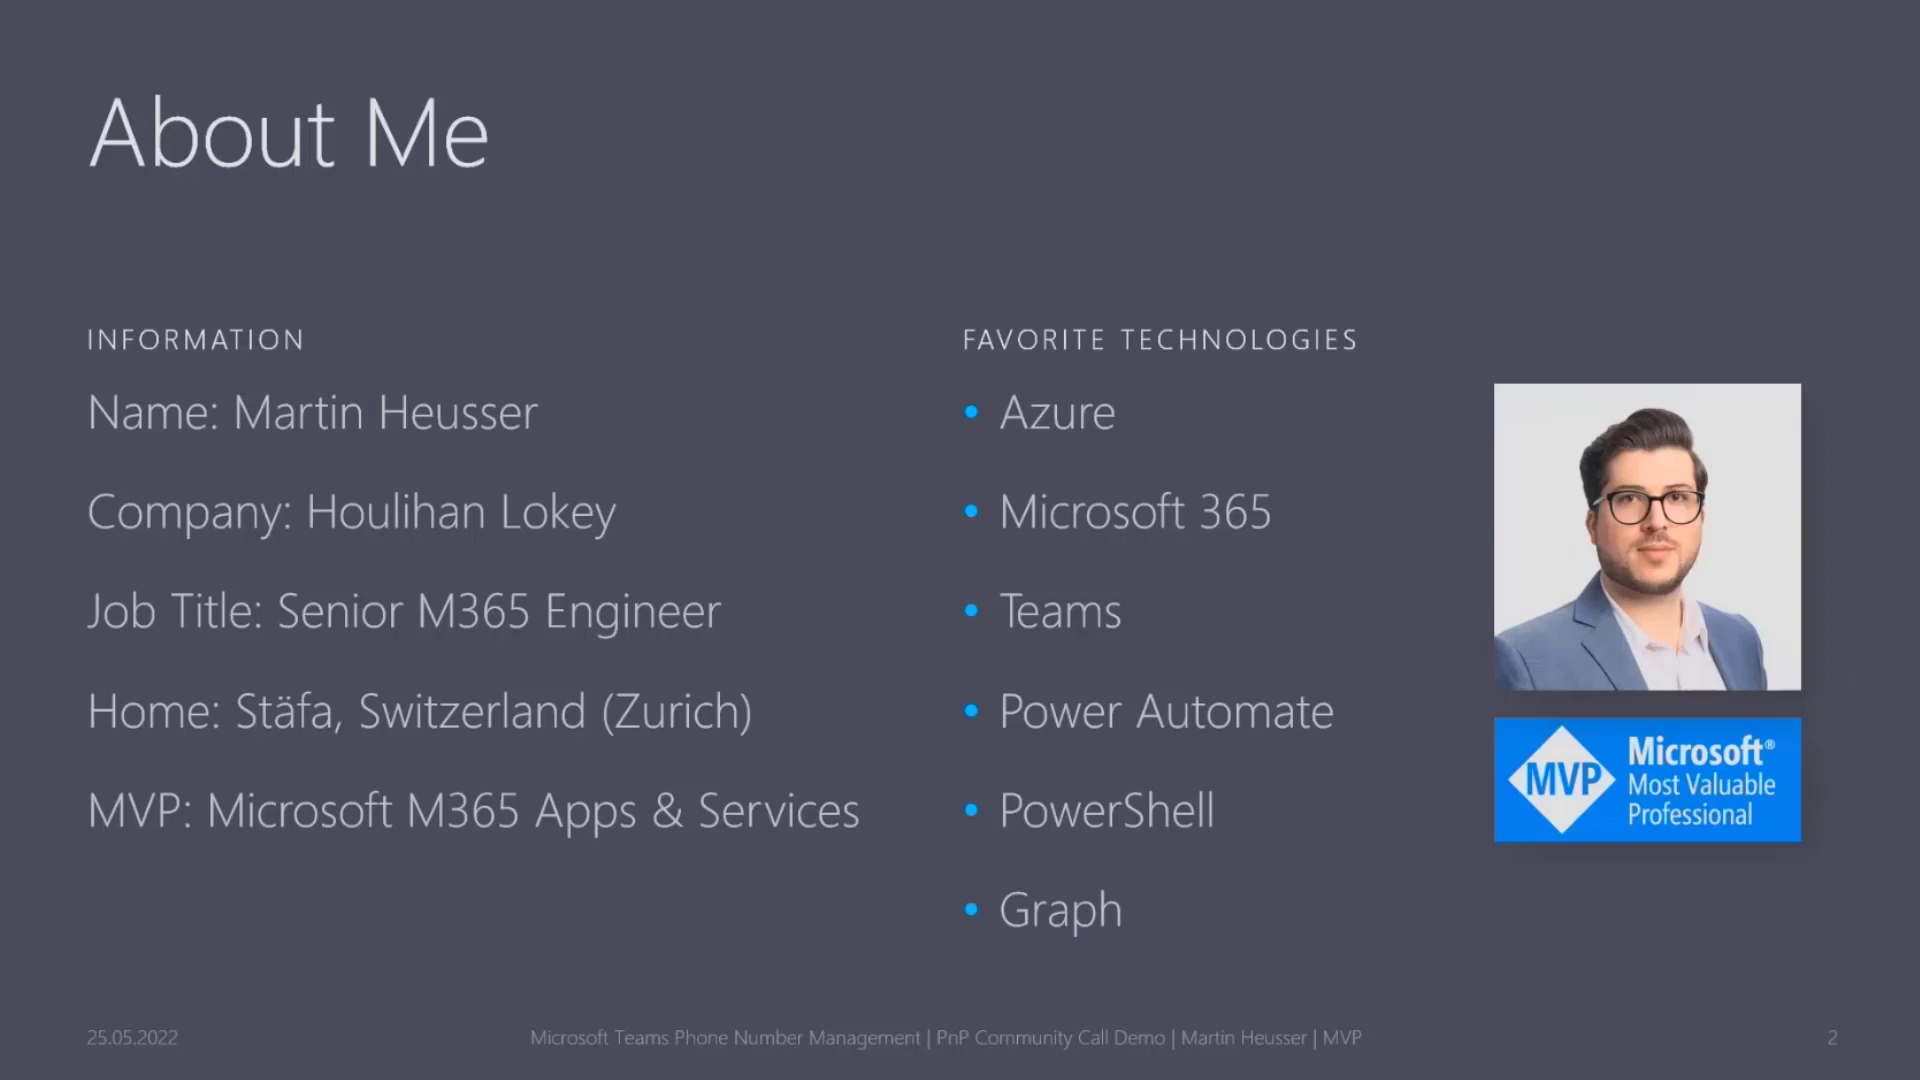 About Me
INFORMATION
Name: Martin Heusser
Company: Houlihan Lokey
Job Title: Senior M365 Engineer
Home: Stäfa, Switzerland (Zurich)
MVP: Microsoft M365 Apps & Services
FAVORITE TECHNOLOGIES
• Azure
• Microsoft 365
• Teams
• Power Automate
• PowerShell
• Graph
MVP
Microsoft®
Most Valuable
Professional
25.05.2022
Microsoft Teams Phone Number Management | PnP Community Call Demo | Martin Heusser | MVP
2